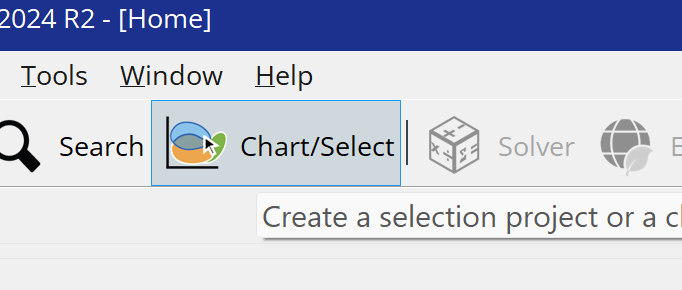 2024 R2 - [Home]
Tools Window Help
Search Chart/Select Solver
Create a selection project or a